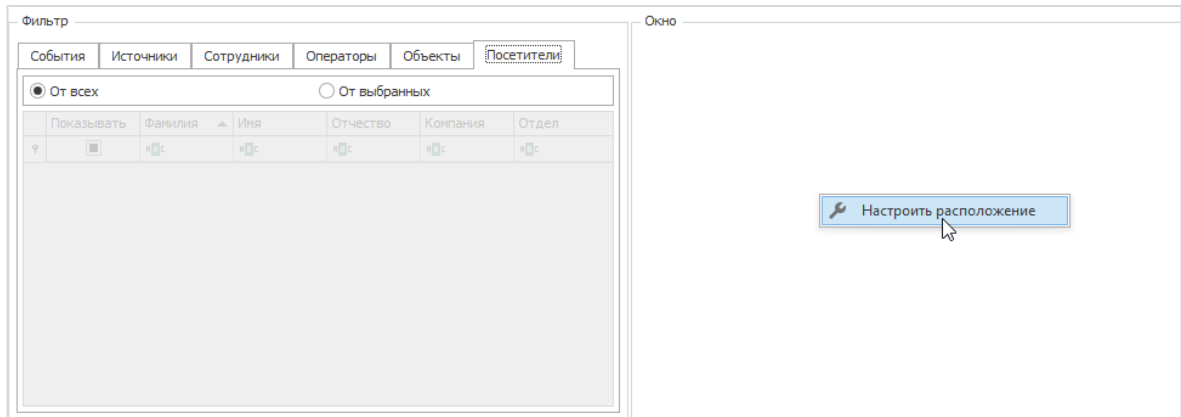 Фильтр
События Источники Сотрудники Операторы Объекты Посетители
От всех От выбранных
Показывать Фамилия Имя Отчество Компания Отдел
Окно
Настроить расположение